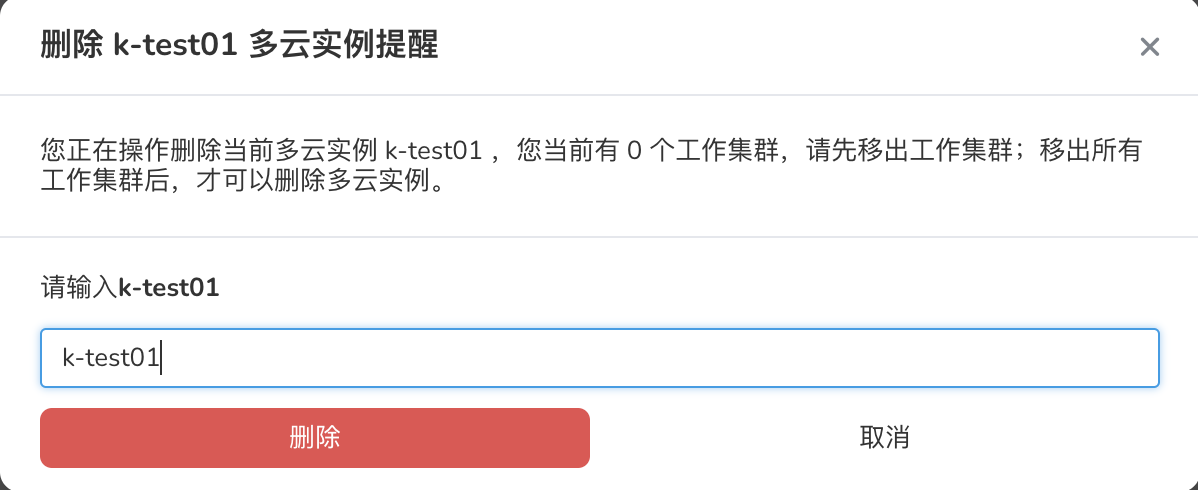 删除 k-test01 多云实例提醒
您正在操作删除当前多云实例 k-test01 ，您当前有 0 个工作集群，请先移出工作集群；移出所有
工作集群后，才可以删除多云实例。
请输入k-test01
k-test01
删除
取消